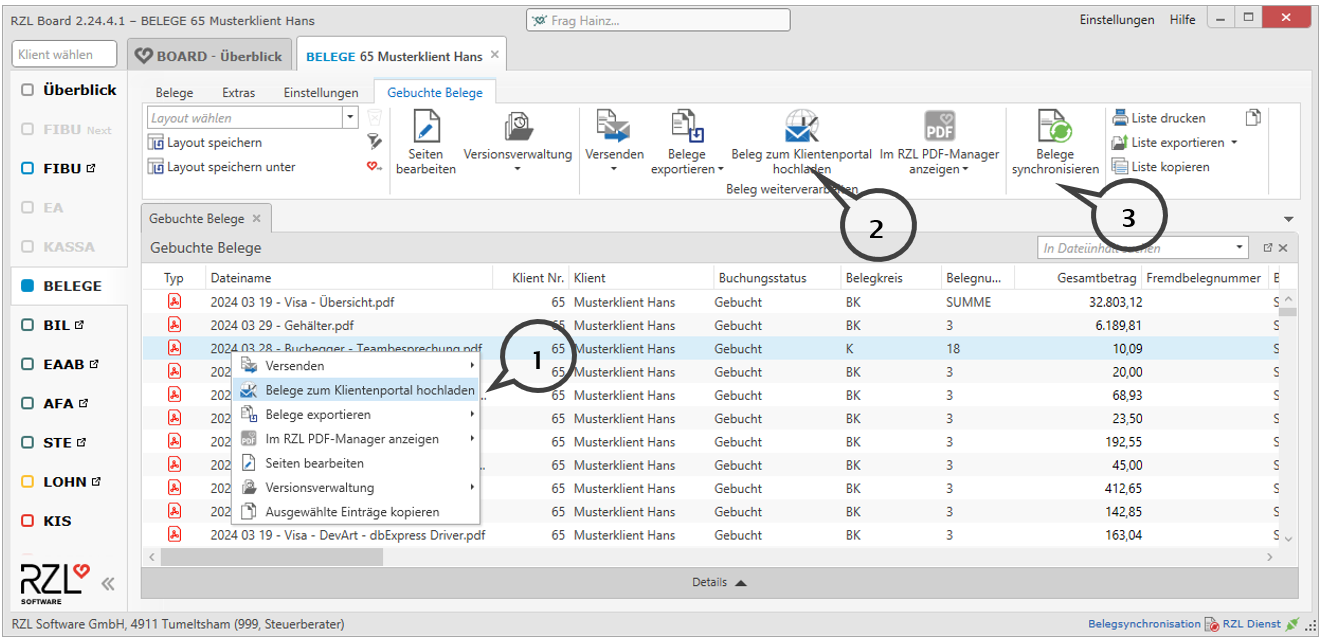 RZL Board 2.24.4.1 – BELEGE 65 Musterklient Hans
Frag Hainz...
Einstellungen Hilfe
Klient wählen
BOARD - Überblick
BELEGE 65 Musterklient Hans
Überblick
FIBU Next
FIBU
EA
KASSA
BELEGE
BIL
EAAB
AFA
STE
LOHN
KIS
RZL
SOFTWARE
Belege Extras Einstellungen Gebuchte Belege
Layout wählen
Layout speichern
Layout speichern unter
Seiten
bearbeiten
Versionsverwaltung
Versenden
Belege
exportieren
Beleg zum Klientenportal
hochladen
Im RZL PDF-Manager
anzeigen
Beleg weiterverarbeiten
Belege
synchronisieren
Liste drucken
Liste exportieren
Liste kopieren
PDF
2
3
Gebuchte Belege
Gebuchte Belege
In Dateiinhalt suchen
Typ Dateiname Klient Nr. Klient Buchungsstatus Belegkreis Belegnu... Gesamtbetrag Fremdbelegnummer
2024 03 19 - Visa - Übersicht.pdf 65 Musterklient Hans Gebucht BK SUMME 32.803,12
2024 03 29 - Gehälter.pdf 65 Musterklient Hans Gebucht BK 3 6.189,81
2024 03 28 - Buchegger - Teambesprechung.pdf 65 Musterklient Hans Gebucht K 18 10,09
202 65 Musterklient Hans Gebucht BK 3 20,00
202 65 Musterklient Hans Gebucht BK 3 68,93
202 65 Musterklient Hans Gebucht BK 3 23,50
202 65 Musterklient Hans Gebucht BK 3 192,55
202 65 Musterklient Hans Gebucht BK 3 45,00
202 65 Musterklient Hans Gebucht BK 3 412,65
202 65 Musterklient Hans Gebucht BK 3 142,85
2024 03 19 - Visa - DevArt - dbExpress Driver.pdf 65 Musterklient Hans Gebucht BK 3 163,04
1
Versenden
Belege zum Klientenportal hochladen
Belege exportieren
Im RZL PDF-Manager anzeigen
Seiten bearbeiten
Versionsverwaltung
Ausgewählte Einträge kopieren
Details
RZL Software GmbH, 4911 Tumeltsham (999, Steuerberater)
Belegsynchronisation RZL Dienst